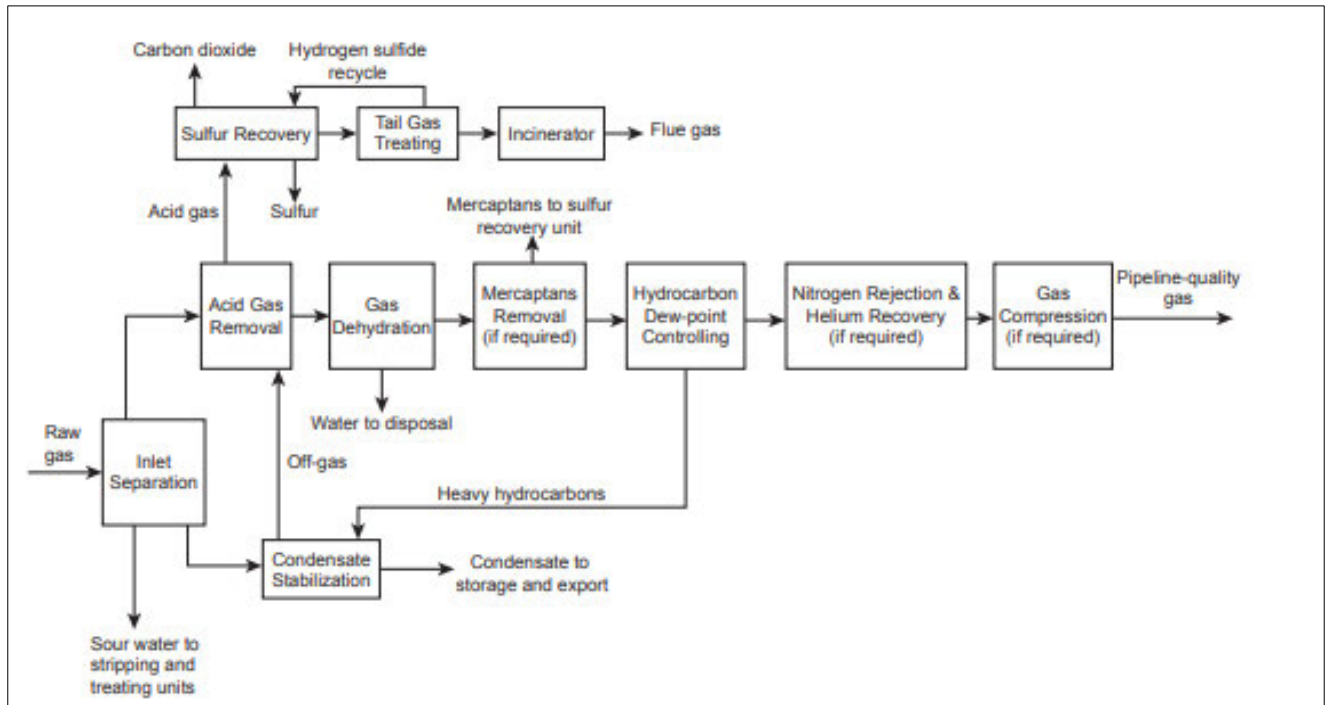 Carbon dioxide
Hydrogen sulfide
recycle
Sulfur Recovery
Tail Gas
Treating
Incinerator
Flue gas
Acid gas
Sulfur
Mercaptans to sulfur
recovery unit
Acid Gas
Removal
Gas
Dehydration
Mercaptans
Removal
(if required)
Hydrocarbon
Dew-point
Controlling
Nitrogen Rejection &
Helium Recovery
(if required)
Gas
Compression
(if required)
Pipeline-quality
gas
Water to disposal
Raw
gas
Inlet
Separation
Off-gas
Heavy hydrocarbons
Condensate
Stabilization
Condensate to
storage and export
Sour water to
stripping and
treating units